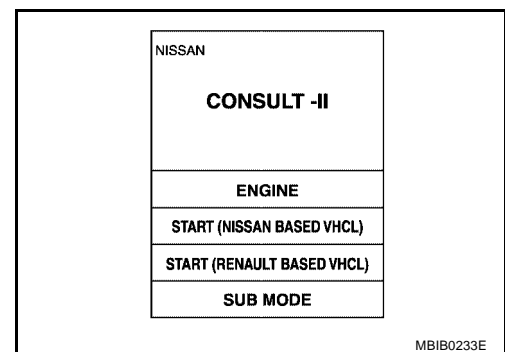 NISSAN
CONSULT -II
ENGINE
START (NISSAN BASED VHCL)
START (RENAULT BASED VHCL)
SUB MODE
MBIB0233E